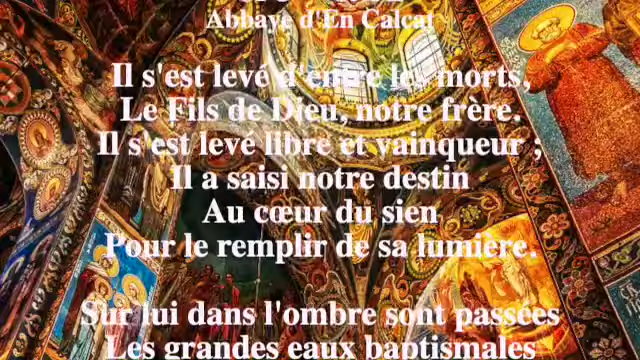 Abbaye d'En Calcat
Il s'est levé d'entre les morts,
Le Fils de Dieu, notre frère.
Il s'est levé libre et vainqueur ;
Il a saisi notre destin
Au cœur du sien
Pour le remplir de sa lumière.
Sur lui dans l'ombre sont passées
Les grandes eaux baptismales